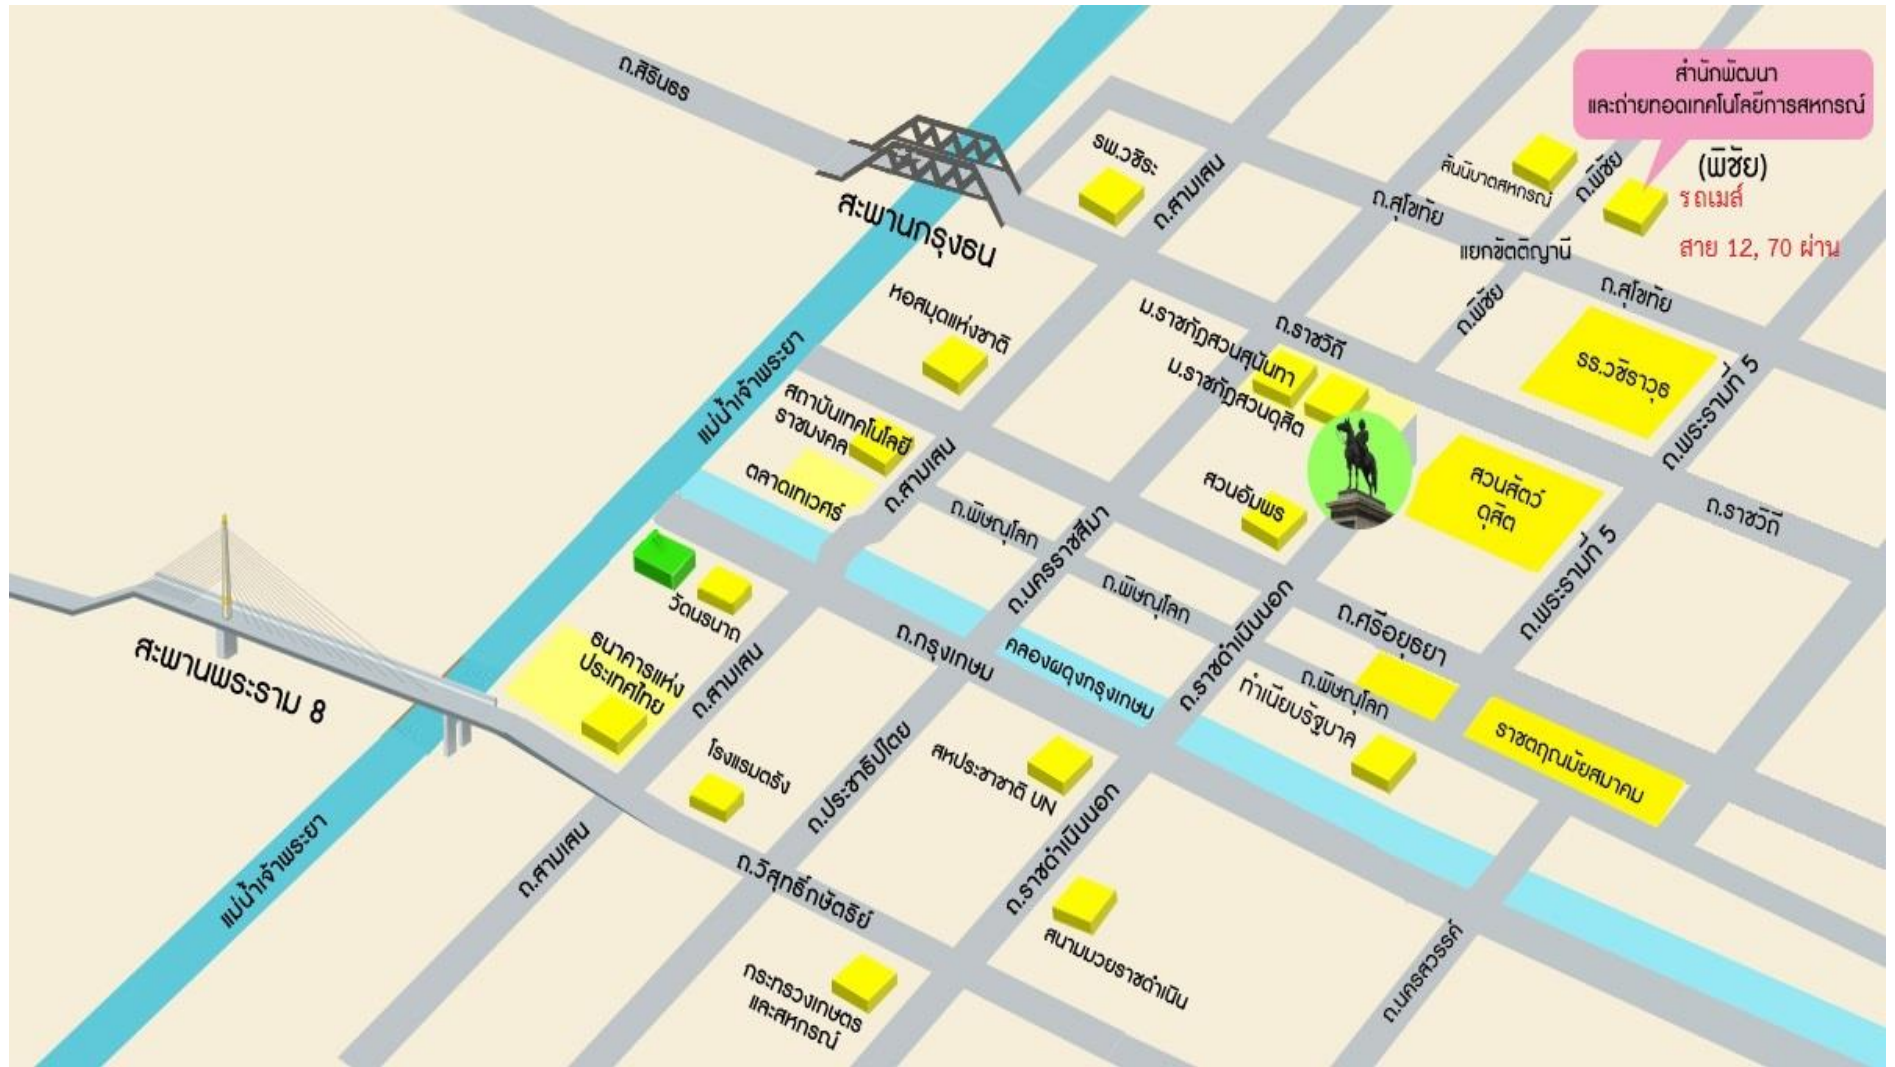 ถ.สิรินธร
สำนักพัฒนา
และถ่ายทอดเทคโนโลยีการสหกรณ์
(พิชัย)
รถเมล์
สาย 12, 70 ผ่าน
รพ.วชิระ
ถ.สามเสน
สันนิบาตสหกรณ์
ถ.พิชัย
ถ.สุโขทัย
แยกขัตติญานี
ถ.สุโขทัย
สะพานกรุงธน
หอสมุดแห่งชาติ
ม.ราชภัฏสวนสุนันทา
ม.ราชภัฏสวนดุสิต
ถ.ราชวิถี
ถ.พิชัย
รร.วชิราวุธ
ถ.พระรามที่ 5
แม่น้ำเจ้าพระยา
สถาบันเทคโนโลยี
ราชมงคล
ตลาดเทเวศร์
ถ.สามเสน
ถ.พิษณุโลก
ถ.นครราชสีมา
สวนอัมพร
สวนสัตว์
ดุสิต
ถ.ราชวิถี
ถ.พิษณุโลก
ถ.ราชดำเนินนอก
ถ.ศรีอยุธยา
ถ.พระรามที่ 5
วัดนรนาถ
ธนาคารแห่ง
ประเทศไทย
ถ.สามเสน
ถ.กรุงเกษม
คลองผดุงกรุงเกษม
ทำเนียบรัฐบาล
ถ.พิษณุโลก
ราชตฤณมัยสมาคม
สะพานพระราม 8
โรงแรมตรัง
ถ.ประชาธิปไตย
สหประชาชาติ UN
ถ.ราชดำเนินนอก
แม่น้ำเจ้าพระยา
ถ.สามเสน
ถ.วิสุทธิ์กษัตริย์
สนามมวยราชดำเนิน
ถ.นครสวรรค์
กระทรวงเกษตร
และสหกรณ์